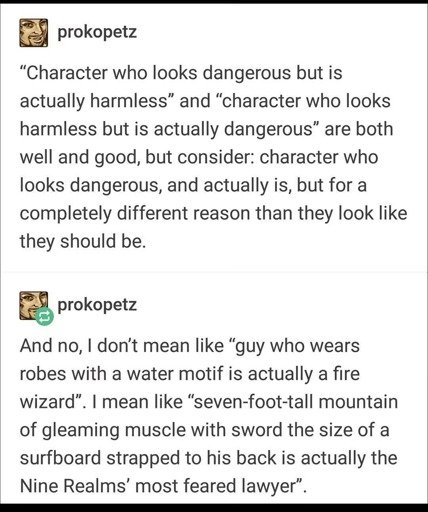 prokopetz
“Character who looks dangerous but is
actually harmless” and “character who looks
harmless but is actually dangerous” are both
well and good, but consider: character who
looks dangerous, and actually is, but for a
completely different reason than they look like
they should be.
prokopetz
And no, I don’t mean like “guy who wears
robes with a water motif is actually a fire
wizard”. I mean like “seven-foot-tall mountain
of gleaming muscle with sword the size of a
surfboard strapped to his back is actually the
Nine Realms’ most feared lawyer”.